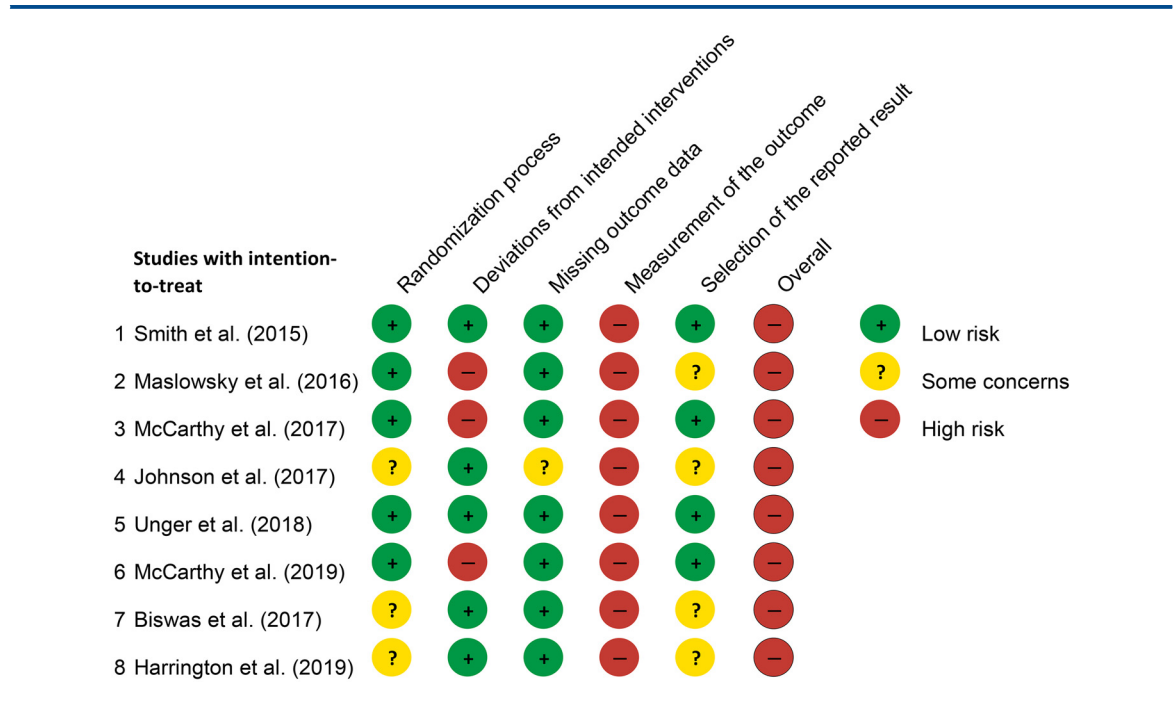 Randomization process
Deviations from intended interventions
Missing outcome data
Measurement of the outcome
Selection of the reported result
Overall
Studies with intention-
to-treat
1 Smith et al. (2015) + + + − + −
2 Maslowsky et al. (2016) + − + − ? −
3 McCarthy et al. (2017) + − + − + −
4 Johnson et al. (2017) ? + ? − ? −
5 Unger et al. (2018) + + + − + −
6 McCarthy et al. (2019) + − + − + −
7 Biswas et al. (2017) ? + + − ? −
8 Harrington et al. (2019) ? + + − ? −
+ Low risk
? Some concerns
− High risk